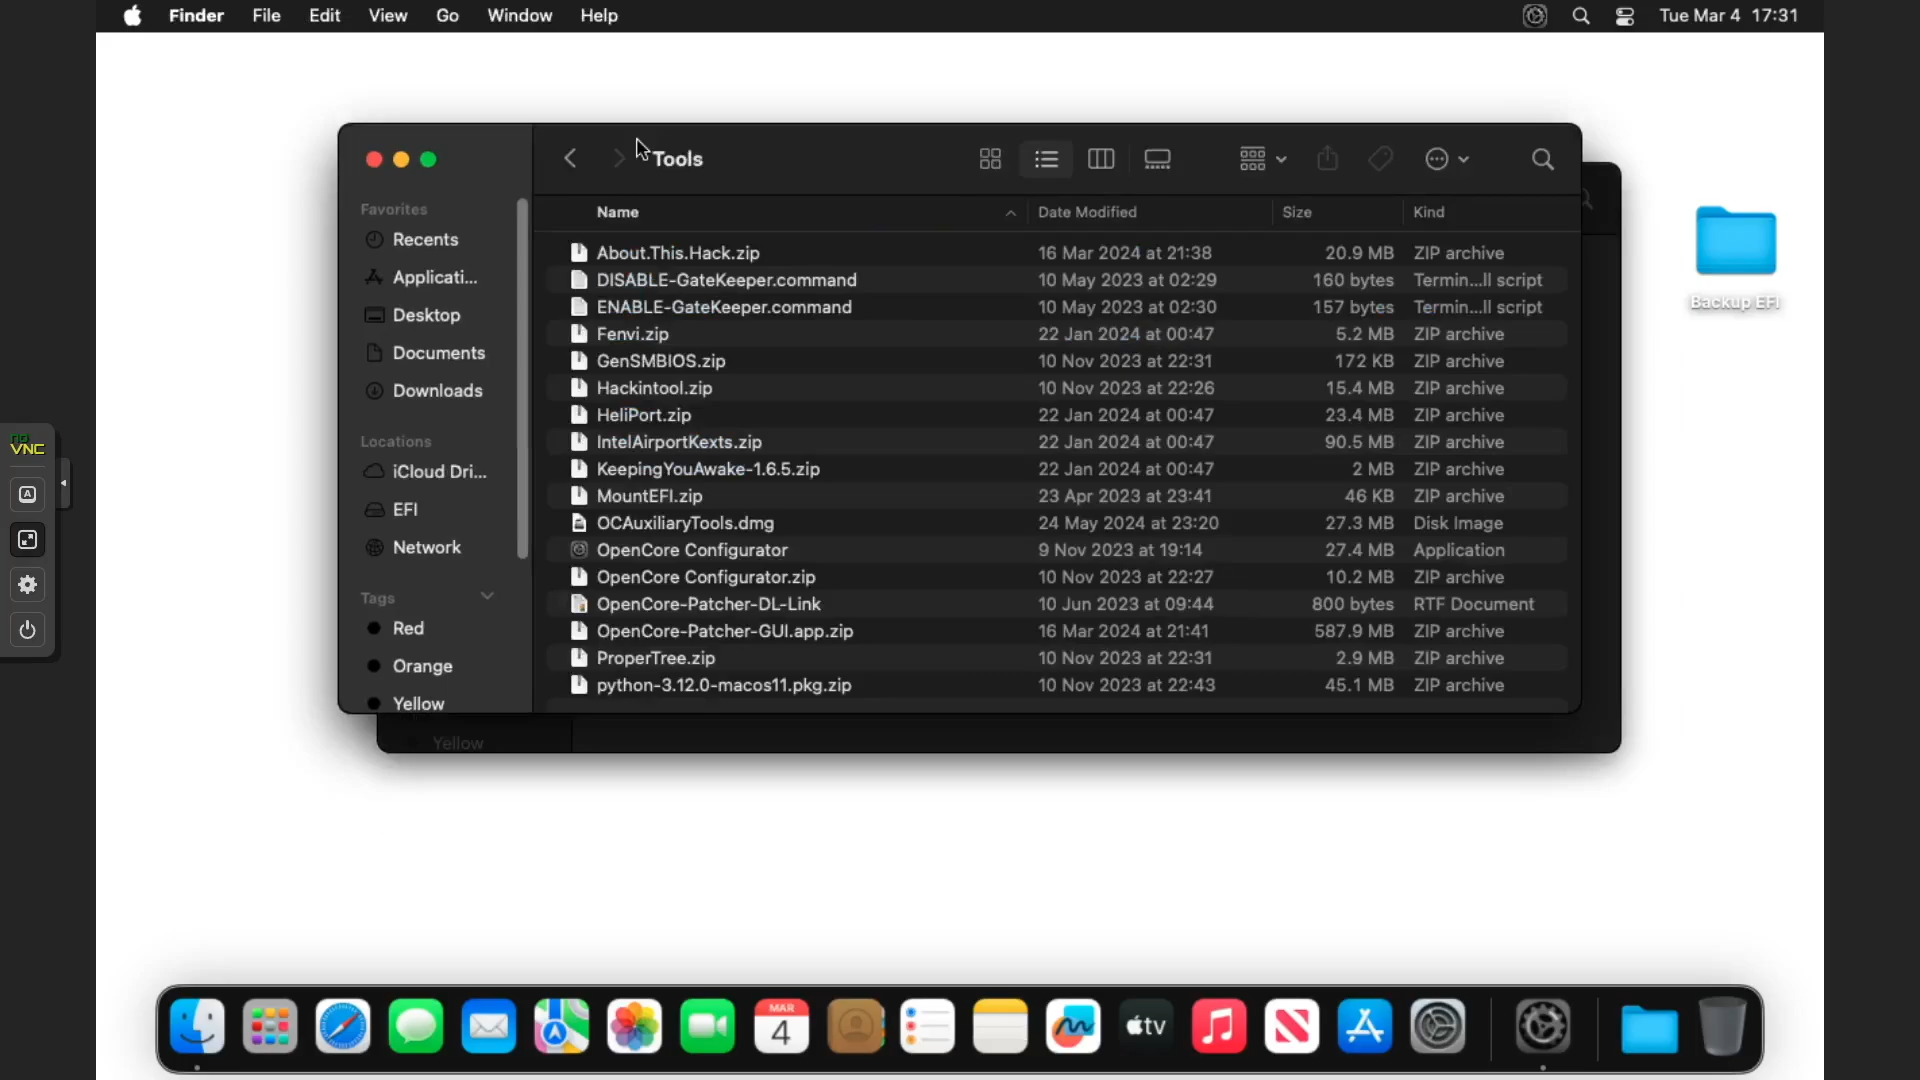 Finder File Edit View Go Window Help Tue Mar 4 17:31
Tools
Favorites
Recents
Applicati...
Desktop
Documents
Downloads
Locations
iCloud Dri...
EFI
Network
Tags
Red
Orange
Yellow
Name Date Modified Size Kind
About.This.Hack.zip 16 Mar 2024 at 21:38 20.9 MB ZIP archive
DISABLE-GateKeeper.command 10 May 2023 at 02:29 160 bytes Termin...ll script
ENABLE-GateKeeper.command 10 May 2023 at 02:30 157 bytes Termin...ll script
Fenvi.zip 22 Jan 2024 at 00:47 5.2 MB ZIP archive
GenSMBIOS.zip 10 Nov 2023 at 22:31 172 KB ZIP archive
Hackintool.zip 10 Nov 2023 at 22:26 15.4 MB ZIP archive
HeliPort.zip 22 Jan 2024 at 00:47 23.4 MB ZIP archive
IntelAirportKexts.zip 22 Jan 2024 at 00:47 90.5 MB ZIP archive
KeepingYouAwake-1.6.5.zip 22 Jan 2024 at 00:47 2 MB ZIP archive
MountEFI.zip 23 Apr 2023 at 23:41 46 KB ZIP archive
OCAuxiliaryTools.dmg 24 May 2024 at 23:20 27.3 MB Disk Image
OpenCore Configurator 9 Nov 2023 at 19:14 27.4 MB Application
OpenCore Configurator.zip 10 Nov 2023 at 22:27 10.2 MB ZIP archive
OpenCore-Patcher-DL-Link 10 Jun 2023 at 09:44 800 bytes RTF Document
OpenCore-Patcher-GUI.app.zip 16 Mar 2024 at 21:41 587.9 MB ZIP archive
ProperTree.zip 10 Nov 2023 at 22:31 2.9 MB ZIP archive
python-3.12.0-macos11.pkg.zip 10 Nov 2023 at 22:43 45.1 MB ZIP archive
Yellow
Backup EFI
no
VNC
A
MAR
4
tv